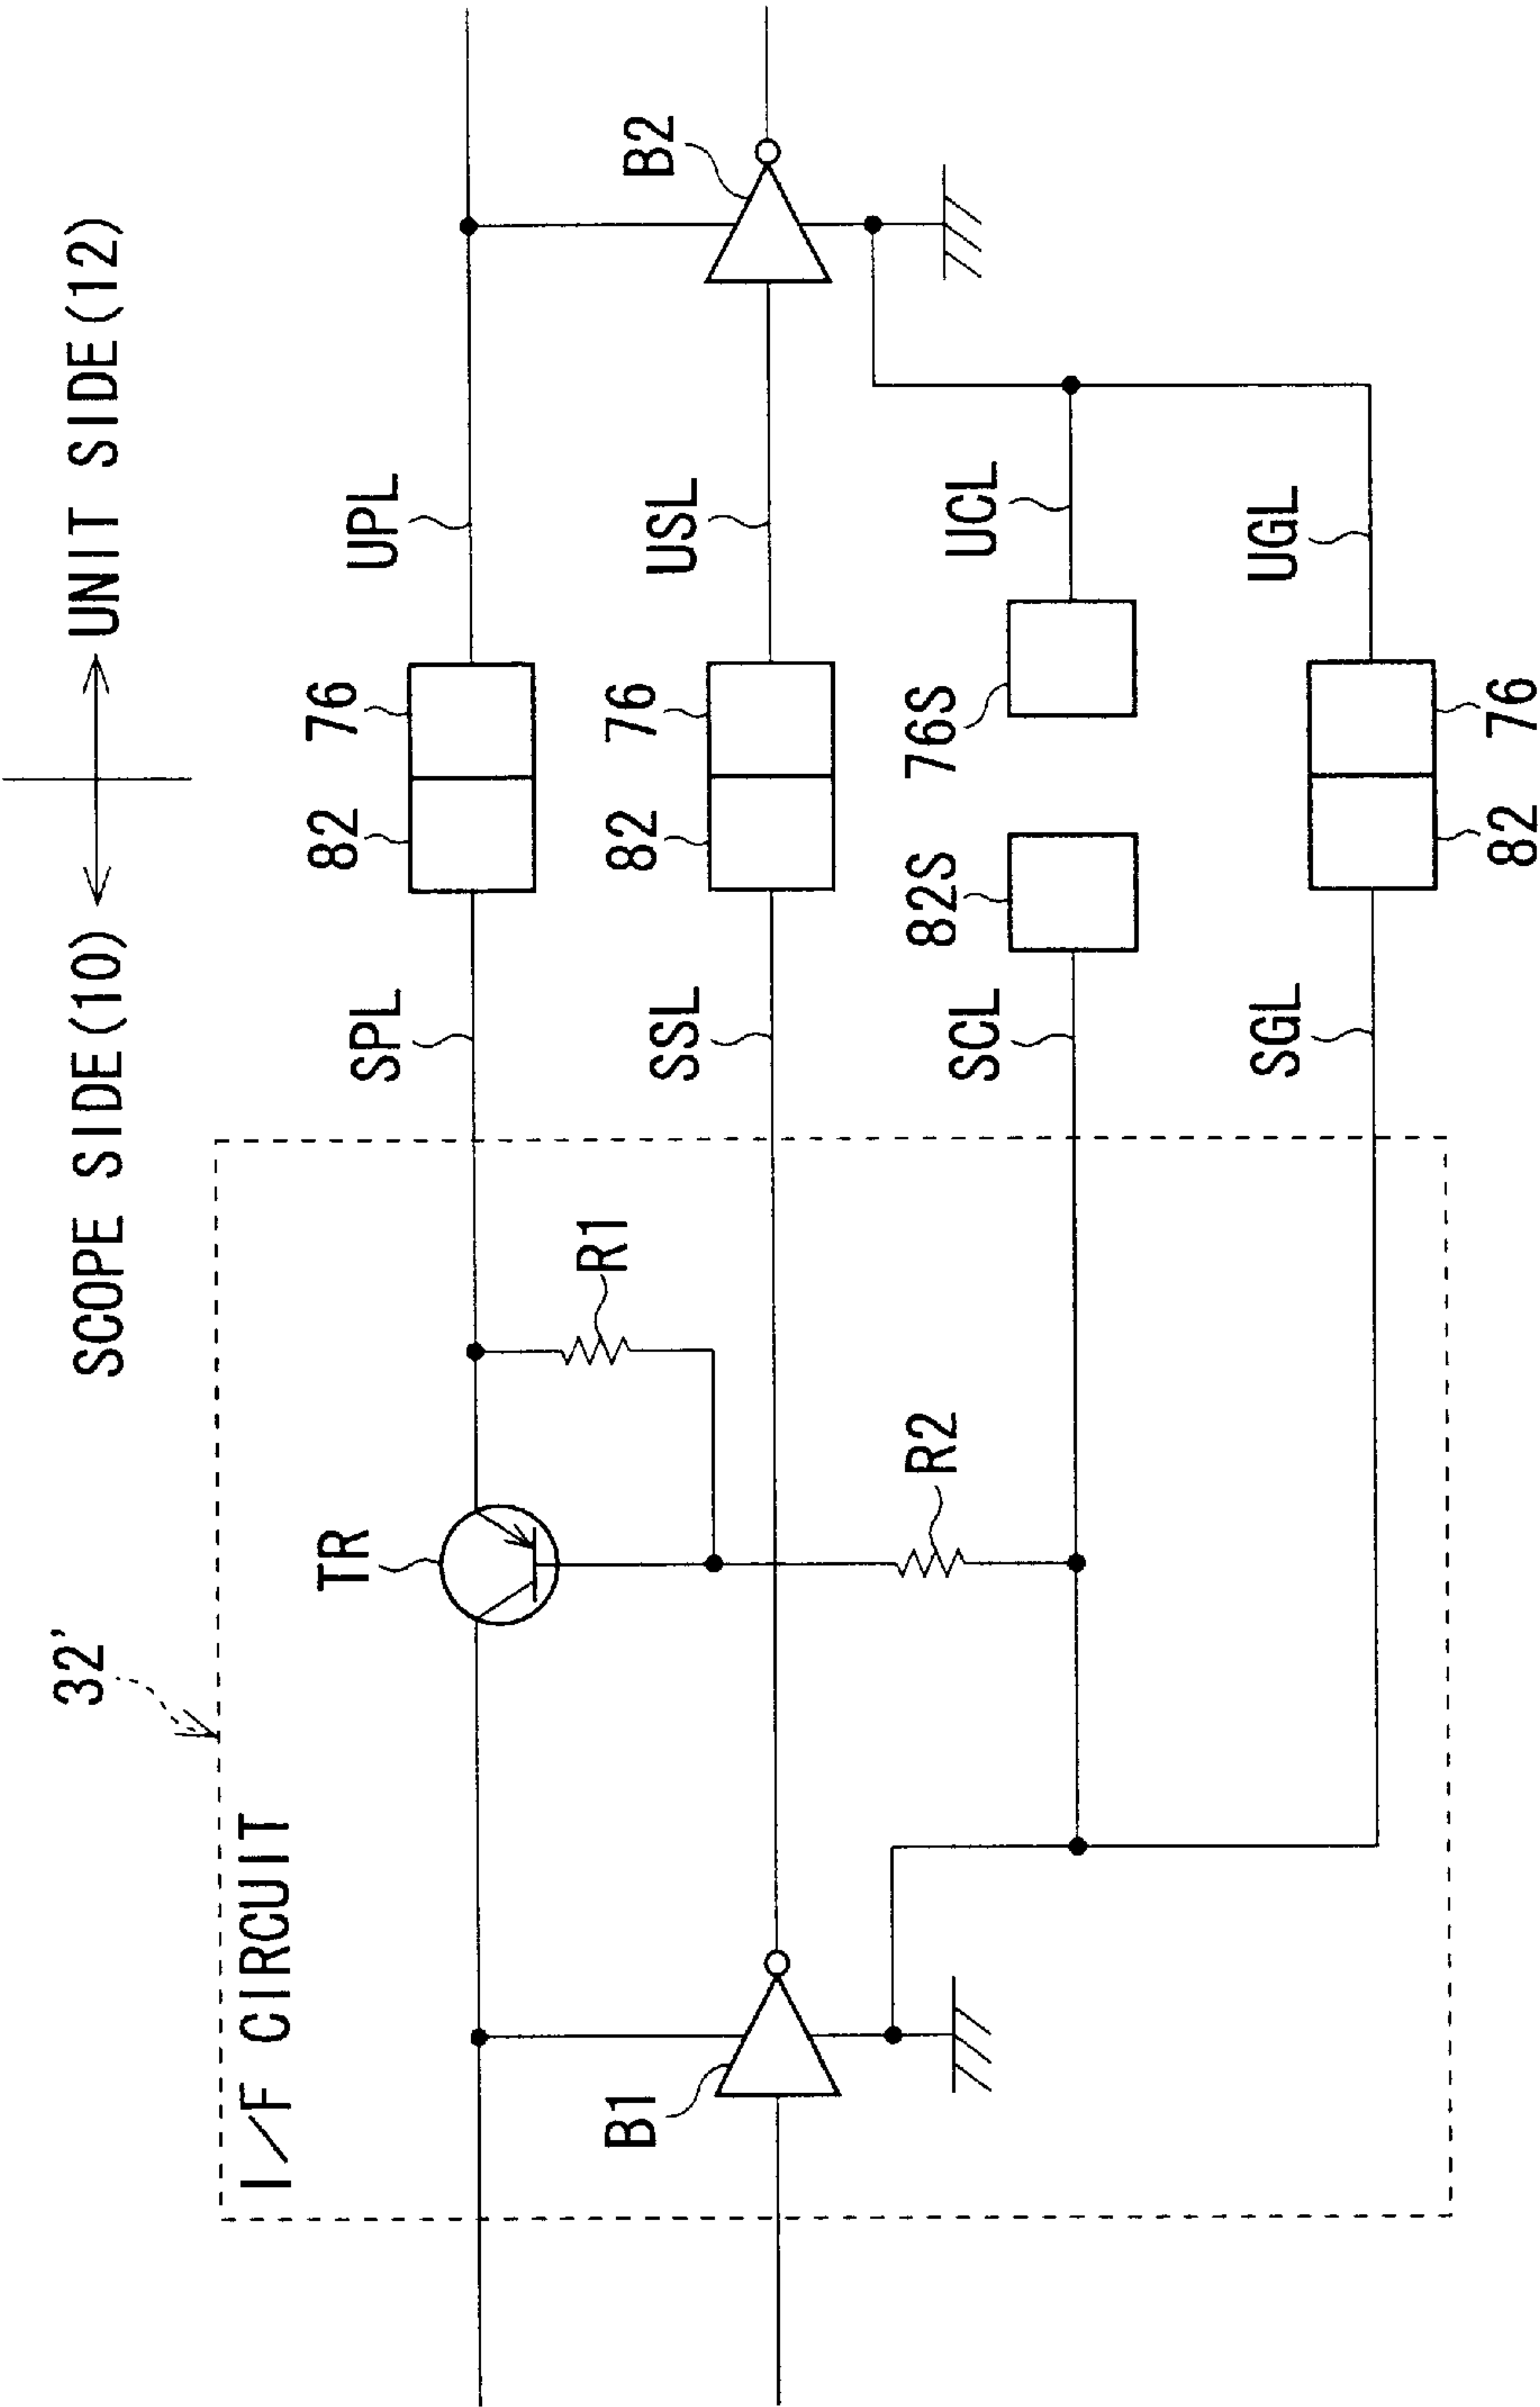 SCOPE SIDE(10)
UNIT SIDE(12)
32'
I/F CIRCUIT
TR
SPL
82
76
UPL
R1
B1
SSL
82
76
USL
B2
R2
SCL
82S
76S
UCL
SGL
82
76
UGL